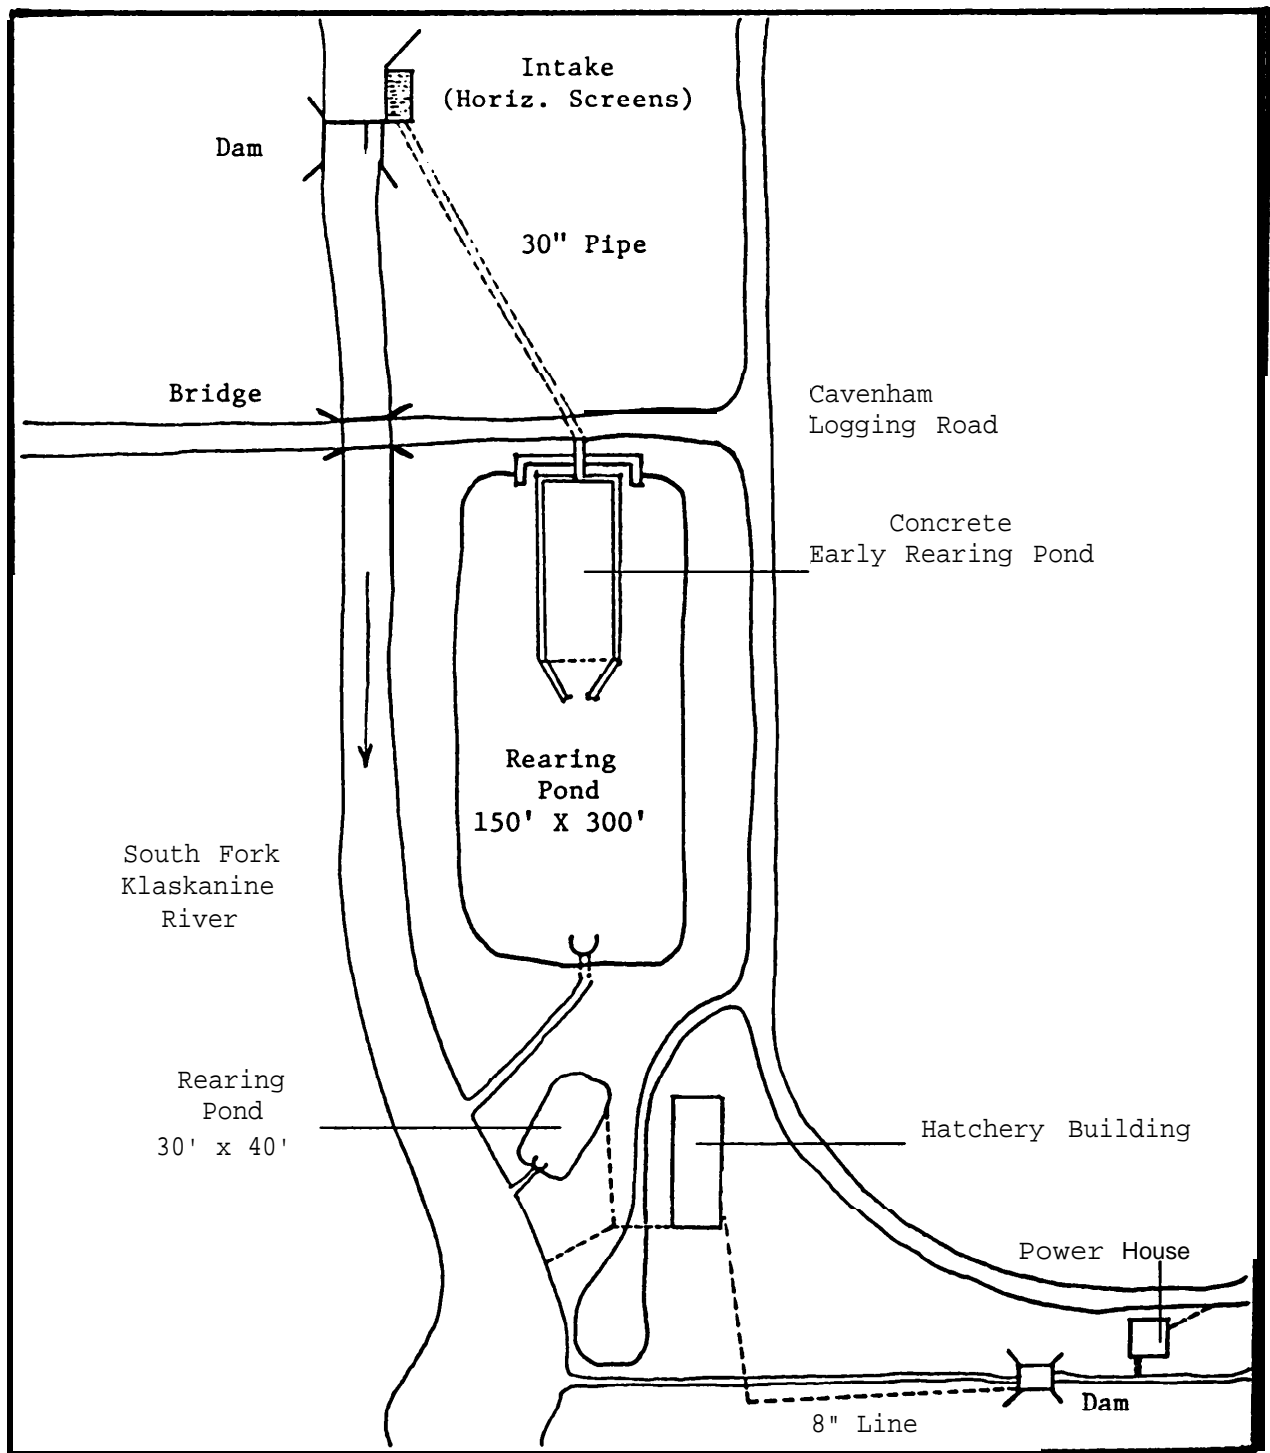 Intake
(Horiz. Screens)
Dam
30" Pipe
Bridge
Cavenham
Logging Road
Concrete
Early Rearing Pond
Rearing
Pond
150' X 300'
South Fork
Klaskanine
River
Rearing
Pond
30' x 40'
Hatchery Building
Power House
Dam
8" Line